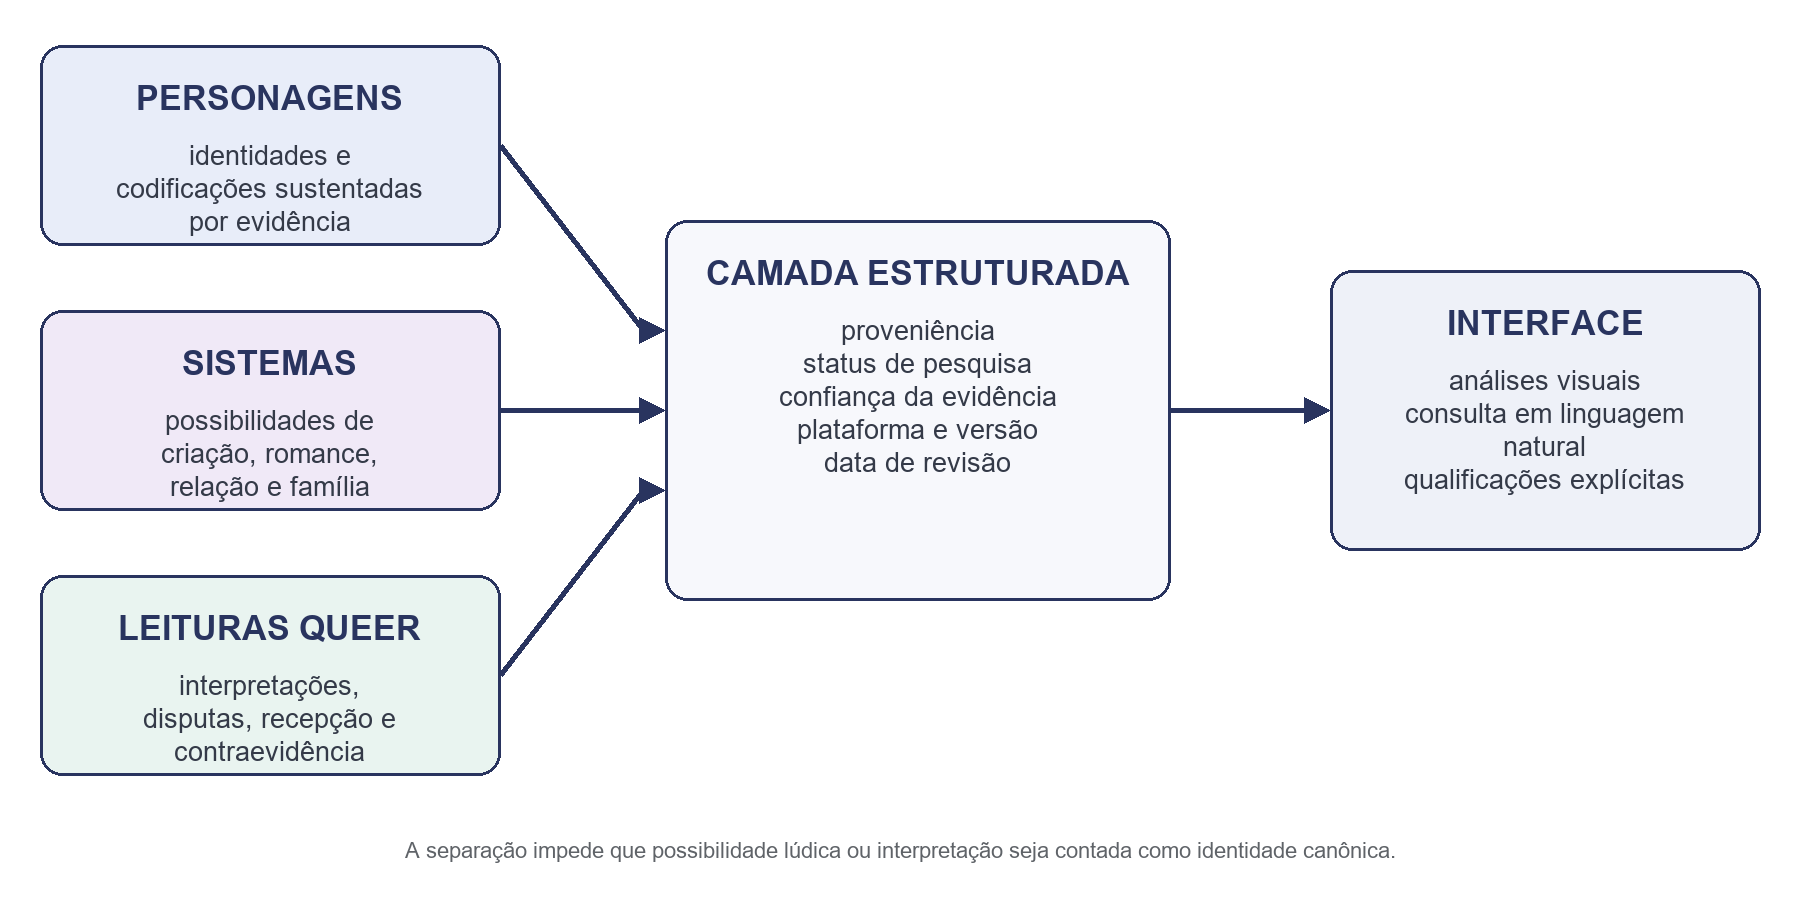 PERSONAGENS
identidades e
codificações sustentadas
por evidência
SISTEMAS
possibilidades de
criação, romance,
relação e família
LEITURAS QUEER
interpretações,
disputas, recepção e
contraevidência
CAMADA ESTRUTURADA
proveniência
status de pesquisa
confiança da evidência
plataforma e versão
data de revisão
INTERFACE
análises visuais
consulta em linguagem
natural
qualificações explícitas
A separação impede que possibilidade lúdica ou interpretação seja contada como identidade canônica.